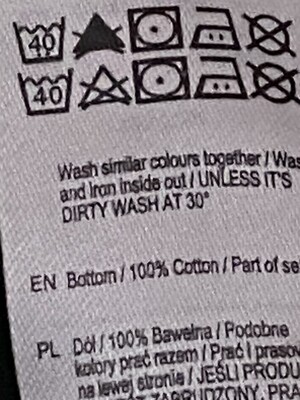 40
40
Wash similar colours together / Was
and Iron inside out / UNLESS IT'S
DIRTY WASH AT 30°
EN Bottom / 100% Cotton / Part of se
PL Dół / 100% Bawełna / Podobne
kolory prać razem / Prać i prasow
na lewej stronie / JEŚLI PRODU
ZABRUDZONY, PRA